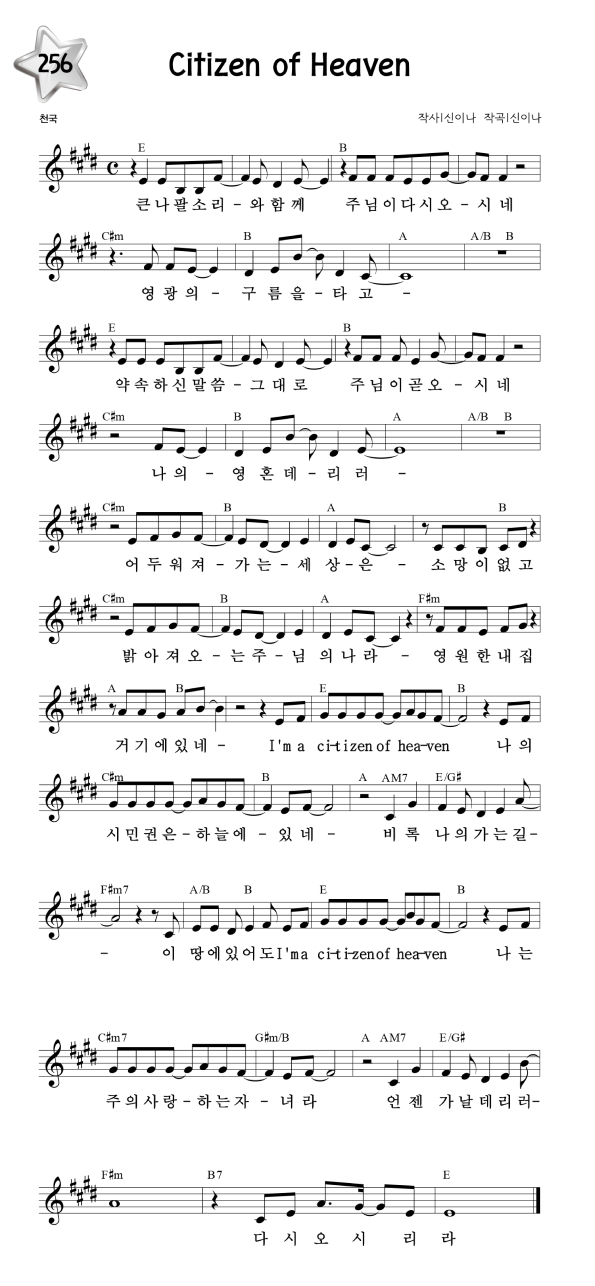 256
Citizen of Heaven
천국 작사|신이나 작곡|신이나
E B
큰나팔소리-와함께 주님이다시오-시네
C#m B A A/B B
영광의-구름을-타고-
E B
약속하신말씀-그대로 주님이곧오-시네
C#m B A A/B B
나의-영혼데-리러-
C#m B A B
어두워져-가는-세상-은-소망이없고
C#m B A F#m
밝아져오-는주-님의나라-영원한내집
A B E B
거기에있네- I'm a ci-ti-zen of hea-ven 나의
C#m B A AM7 E/G#
시민권은-하늘에-있네- 비록 나의가는길-
F#m7 A/B B E B
- 이 땅에있어도I'm a ci-ti-zen of hea-ven 나는
C#m7 G#m/B A AM7 E/G#
주의사랑-하는자-녀라 언젠 가날데리러-
F#m B7 E
다시오시리라